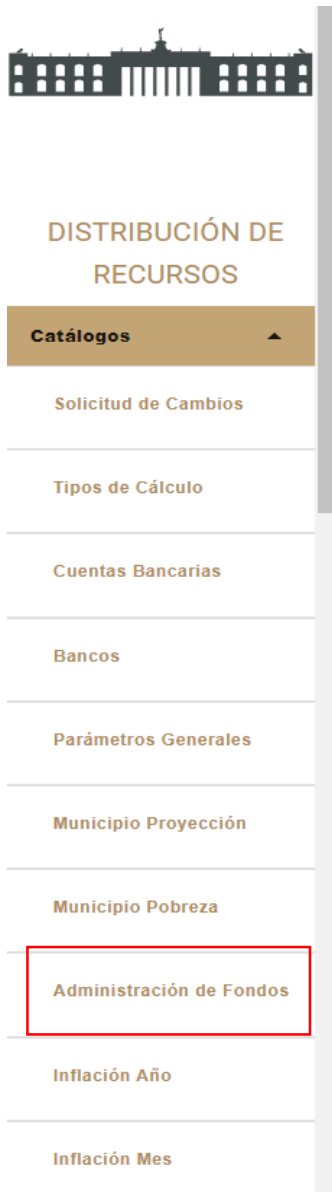 DISTRIBUCIÓN DE
RECURSOS
Catálogos
Solicitud de Cambios
Tipos de Cálculo
Cuentas Bancarias
Bancos
Parámetros Generales
Municipio Proyección
Municipio Pobreza
Administración de Fondos
Inflación Año
Inflación Mes